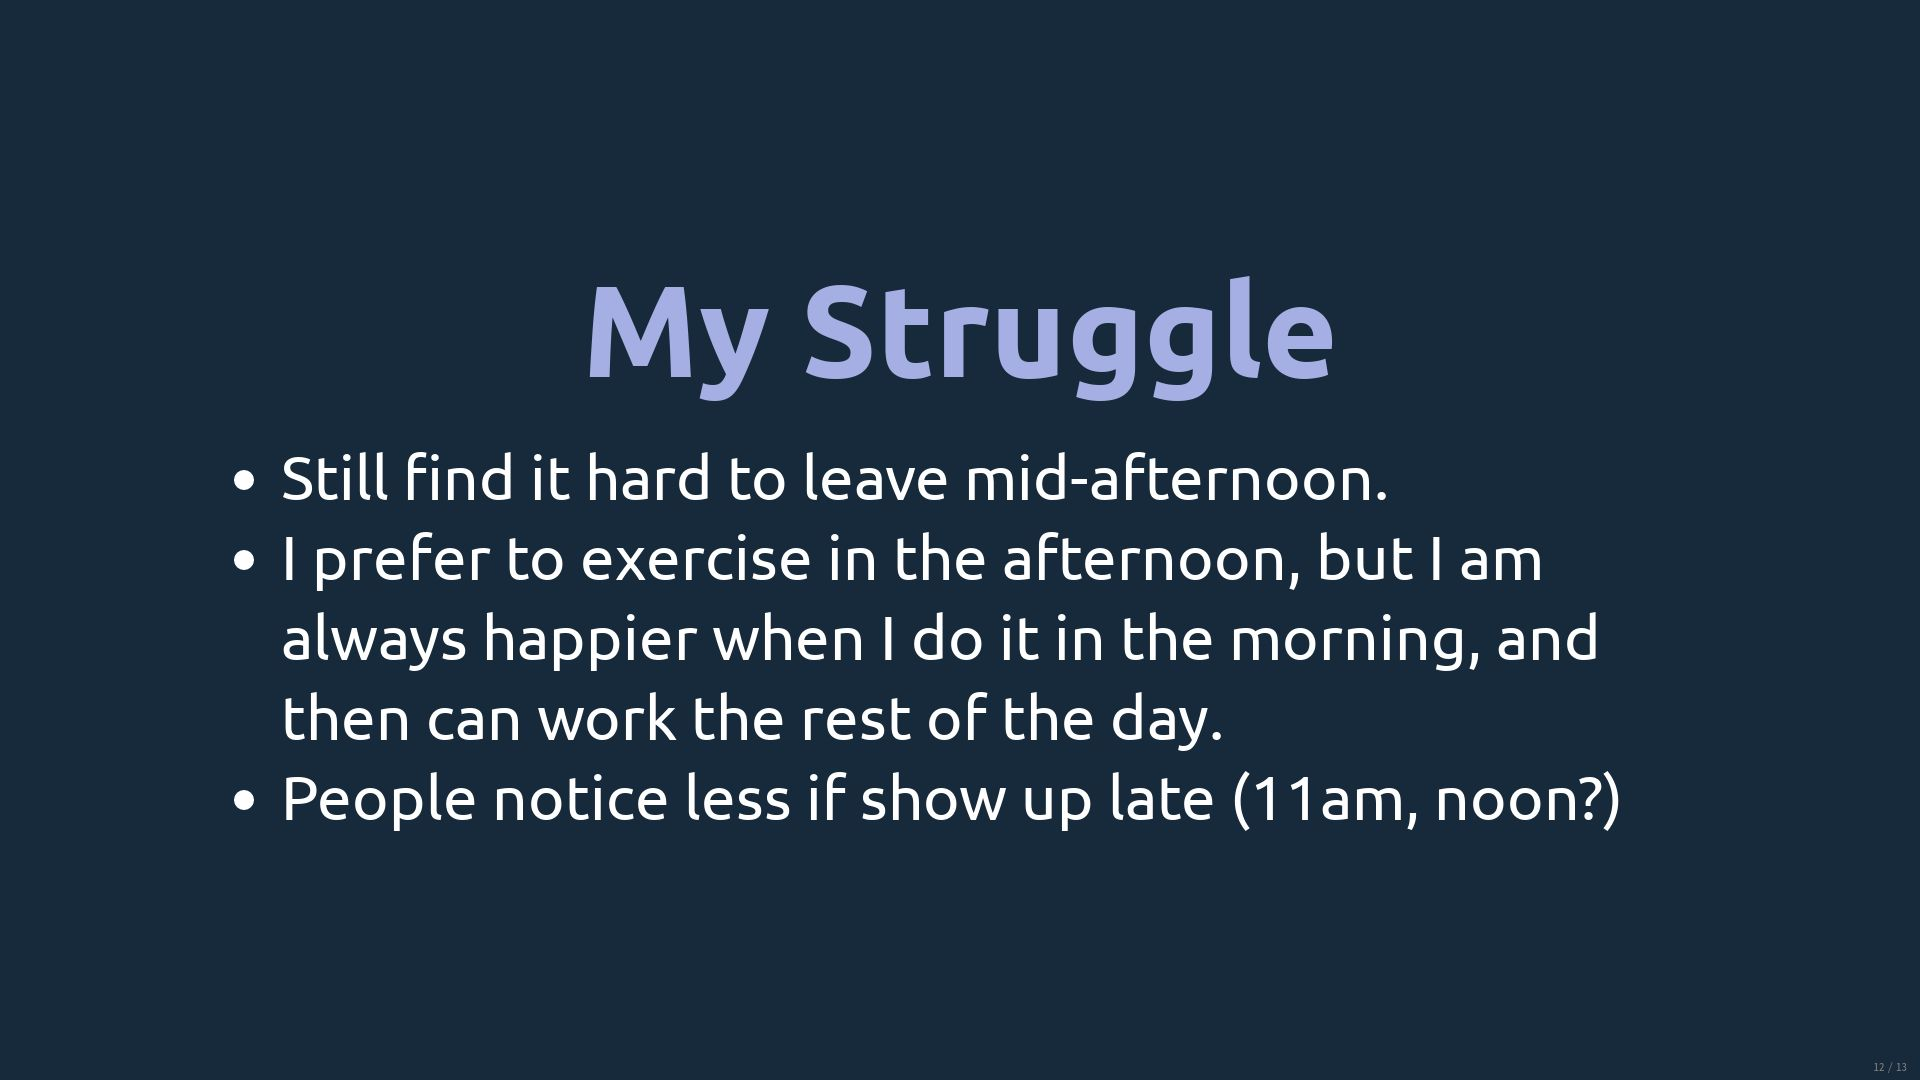 My Struggle
• Still find it hard to leave mid-afternoon.
• I prefer to exercise in the afternoon, but I am
always happier when I do it in the morning, and
then can work the rest of the day.
• People notice less if show up late (11am, noon?)
12 / 13